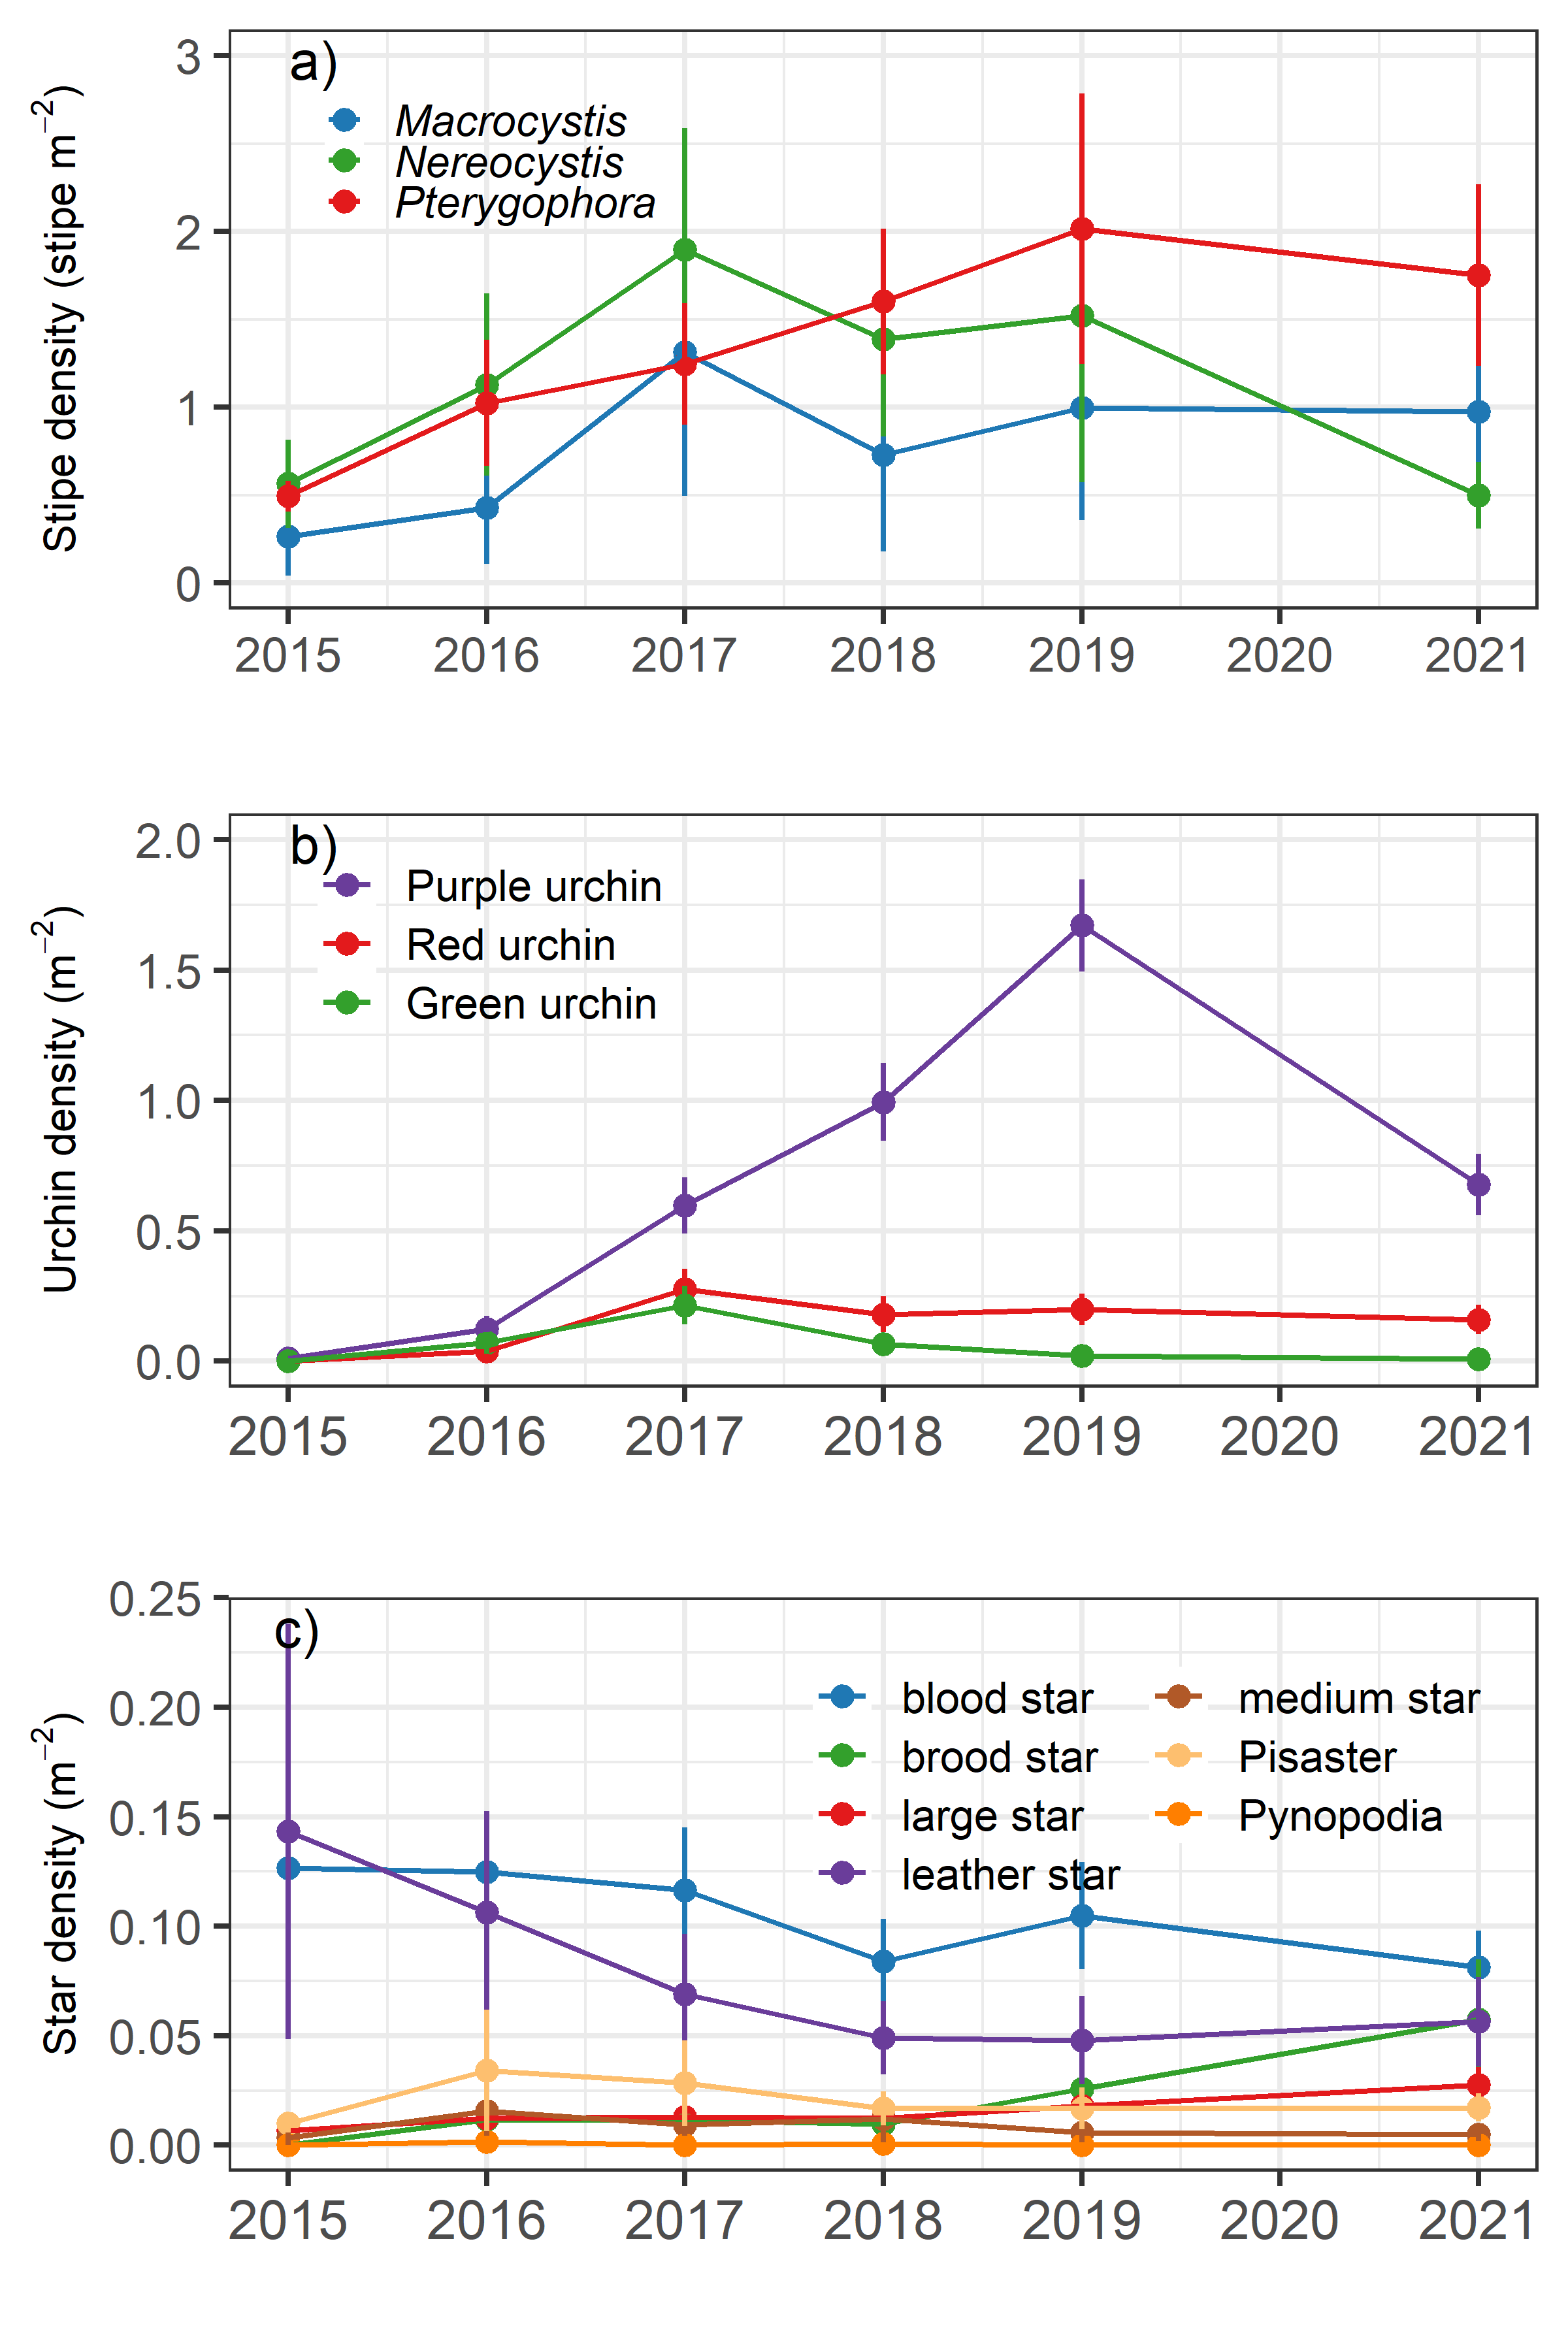 a)
Stipe density (stipe m⁻²)
3
2
1
0
Macrocystis
Nereocystis
Pterygophora
2015 2016 2017 2018 2019 2020 2021
b)
Urchin density (m⁻²)
2.0
1.5
1.0
0.5
0.0
Purple urchin
Red urchin
Green urchin
2015 2016 2017 2018 2019 2020 2021
c)
Star density (m⁻²)
0.25
0.20
0.15
0.10
0.05
0.00
blood star
brood star
large star
leather star
medium star
Pisaster
Pynopodia
2015 2016 2017 2018 2019 2020 2021